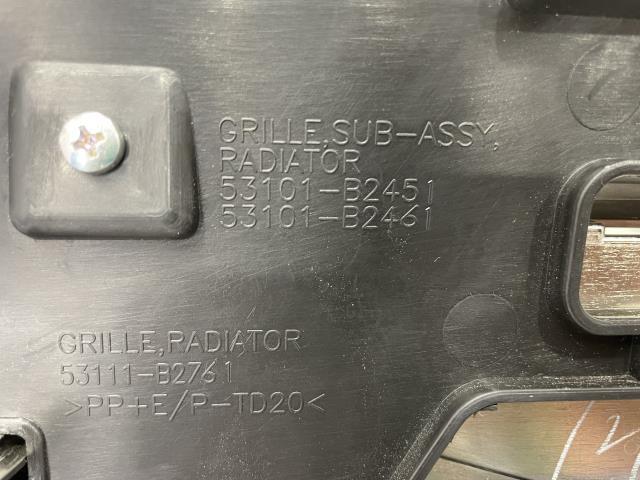 GRILLE,SUB-ASSY,
RADIATOR
53101-B2451
53101-B2461
GRILLE,RADIATOR
53111-B2761
>PP+E/P-TD20<